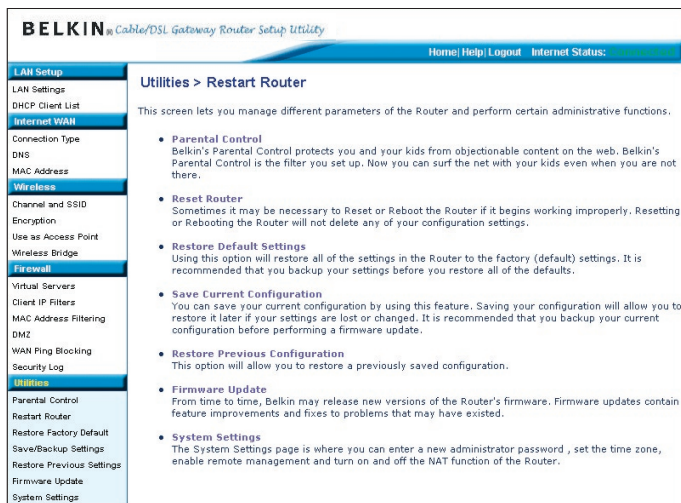 BELKIN® Cable/DSL Gateway Router Setup Utility
Home| Help| Logout Internet Status:
LAN Setup
LAN Settings
DHCP Client List
Internet WAN
Connection Type
DNS
MAC Address
Wireless
Channel and SSID
Encryption
Use as Access Point
Wireless Bridge
Firewall
Virtual Servers
Client IP Filters
MAC Address Filtering
DMZ
WAN Ping Blocking
Security Log
Utilities
Parental Control
Restart Router
Restore Factory Default
Save/Backup Settings
Restore Previous Settings
Firmware Update
System Settings
Utilities > Restart Router
This screen lets you manage different parameters of the Router and perform certain administrative functions.
• Parental Control
Belkin's Parental Control protects you and your kids from objectionable content on the web. Belkin's
Parental Control is the filter you set up. Now you can surf the net with your kids even when you are not
there.
• Reset Router
Sometimes it may be necessary to Reset or Reboot the Router if it begins working improperly. Resetting
or Rebooting the Router will not delete any of your configuration settings.
• Restore Default Settings
Using this option will restore all of the settings in the Router to the factory (default) settings. It is
recommended that you backup your settings before you restore all of the defaults.
• Save Current Configuration
You can save your current configuration by using this feature. Saving your configuration will allow you to
restore it later if your settings are lost or changed. It is recommended that you backup your current
configuration before performing a firmware update.
• Restore Previous Configuration
This option will allow you to restore a previously saved configuration.
• Firmware Update
From time to time, Belkin may release new versions of the Router's firmware. Firmware updates contain
feature improvements and fixes to problems that may have existed.
• System Settings
The System Settings page is where you can enter a new administrator password , set the time zone,
enable remote management and turn on and off the NAT function of the Router.